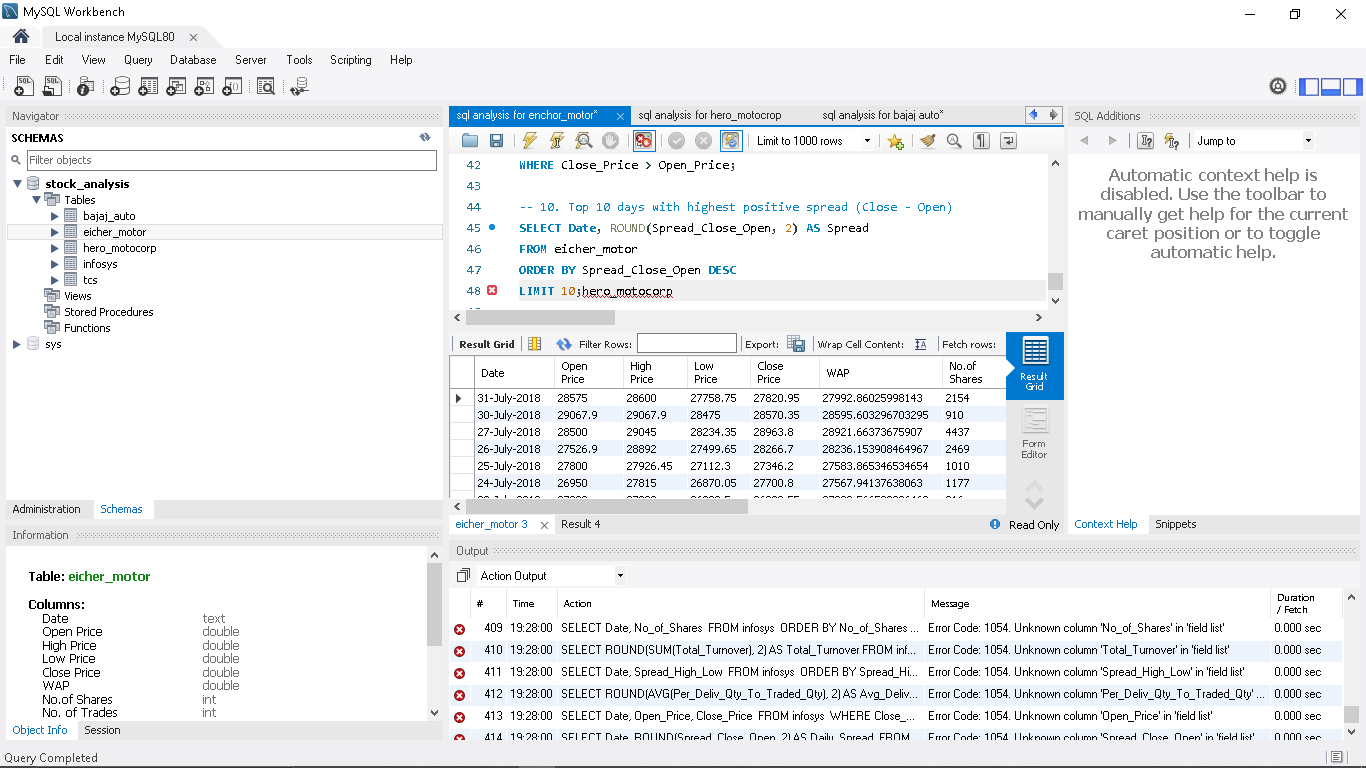 MySQL Workbench
Local instance MySQL80
File Edit View Query Database Server Tools Scripting Help
Navigator
SCHEMAS
Filter objects
stock_analysis
Tables
bajaj_auto
eicher_motor
hero_motocorp
infosys
tcs
Views
Stored Procedures
Functions
sys
Administration Schemas
Information
Table: eicher_motor
Columns:
Date text
Open Price double
High Price double
Low Price double
Close Price double
WAP double
No.of Shares int
No. of Trades int
Object Info Session
sql analysis for enchor_motor* sql analysis for hero_motocrop sql analysis for bajaj auto*
Limit to 1000 rows
42 WHERE Close_Price > Open_Price;
43
44 -- 10. Top 10 days with highest positive spread (Close - Open)
45 SELECT Date, ROUND(Spread_Close_Open, 2) AS Spread
46 FROM eicher_motor
47 ORDER BY Spread_Close_Open DESC
48 LIMIT 10;hero_motocorp
Result Grid Filter Rows: Export: Wrap Cell Content: Fetch rows:
Date Open Price High Price Low Price Close Price WAP No.of Shares
31-July-2018 28575 28600 27758.75 27820.95 27992.86025998143 2154
30-July-2018 29067.9 29067.9 28475 28570.35 28595.603296703295 910
27-July-2018 28500 29045 28234.35 28963.8 28921.66373675907 4437
26-July-2018 27526.9 28892 27499.65 28266.7 28236.153908464967 2469
25-July-2018 27800 27926.45 27112.3 27346.2 27583.865346534654 1010
24-July-2018 26950 27815 26870.05 27700.8 27567.94137638063 1177
Result Grid
Form Editor
eicher_motor 3 Result 4
Read Only
SQL Additions
Jump to
Automatic context help is
disabled. Use the toolbar to
manually get help for the current
caret position or to toggle
automatic help.
Context Help Snippets
Output
Action Output
# Time Action Message Duration / Fetch
409 19:28:00 SELECT Date, No_of_Shares FROM infosys ORDER BY No_of_Shares ... Error Code: 1054. Unknown column 'No_of_Shares' in 'field list' 0.000 sec
410 19:28:00 SELECT ROUND(SUM(Total_Turnover), 2) AS Total_Turnover FROM inf... Error Code: 1054. Unknown column 'Total_Turnover' in 'field list' 0.000 sec
411 19:28:00 SELECT Date, Spread_High_Low FROM infosys ORDER BY Spread_Hi... Error Code: 1054. Unknown column 'Spread_High_Low' in 'field list' 0.000 sec
412 19:28:00 SELECT ROUND(AVG(Per_Deliv_Qty_To_Traded_Qty), 2) AS Avg_Deliv... Error Code: 1054. Unknown column 'Per_Deliv_Qty_To_Traded_Qty' ... 0.000 sec
413 19:28:00 SELECT Date, Open_Price, Close_Price FROM infosys WHERE Close_... Error Code: 1054. Unknown column 'Open_Price' in 'field list' 0.000 sec
414 19:28:00 SELECT Date, ROUND(Spread_Close_Open, 2) AS Daily_Spread FROM Error Code: 1054. Unknown column 'Spread_Close_Open' in 'field list' 0.000 sec
Query Completed